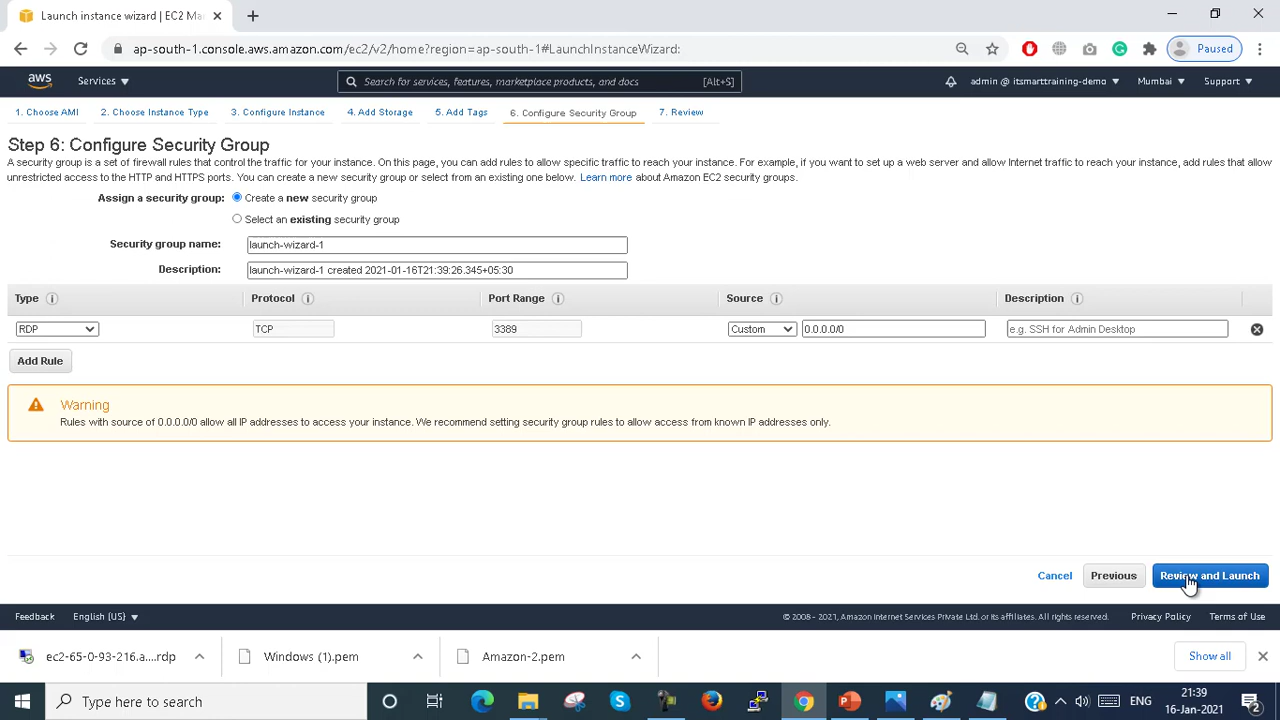 Launch instance wizard | EC2 Ma
ap-south-1.console.aws.amazon.com/ec2/v2/home?region=ap-south-1#LaunchInstanceWizard:
Paused
aws
Services
Search for services, features, marketplace products, and docs
[Alt+S]
admin @ itsmarttraining-demo
Mumbai
Support
1. Choose AMI
2. Choose Instance Type
3. Configure Instance
4. Add Storage
5. Add Tags
6. Configure Security Group
7. Review
Step 6: Configure Security Group
A security group is a set of firewall rules that control the traffic for your instance. On this page, you can add rules to allow specific traffic to reach your instance. For example, if you want to set up a web server and allow Internet traffic to reach your instance, add rules that allow
unrestricted access to the HTTP and HTTPS ports. You can create a new security group or select from an existing one below. Learn more about Amazon EC2 security groups.
Assign a security group:
Create a new security group
Select an existing security group
Security group name:
launch-wizard-1
Description:
launch-wizard-1 created 2021-01-16T21:39:26.345+05:30
Type
Protocol
Port Range
Source
Description
RDP
TCP
3389
Custom
0.0.0.0/0
e.g. SSH for Admin Desktop
Add Rule
Warning
Rules with source of 0.0.0.0/0 allow all IP addresses to access your instance. We recommend setting security group rules to allow access from known IP addresses only.
Cancel
Previous
Review and Launch
Feedback
English (US)
© 2008 - 2021, Amazon Internet Services Private Ltd. or its affiliates. All rights reserved.
Privacy Policy
Terms of Use
ec2-65-0-93-216.a....rdp
Windows (1).pem
Amazon-2.pem
Show all
Type here to search
ENG
21:39
16-Jan-2021
2